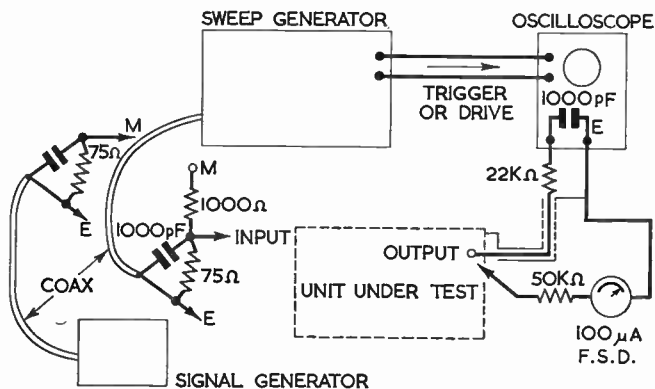 SWEEP GENERATOR
OSCILLOSCOPE
TRIGGER
OR DRIVE
1000pF
E
M
75Ω
M
22KΩ
1000Ω
1000pF
INPUT
75Ω
E
E
COAX
OUTPUT
UNIT UNDER TEST
50KΩ
100μA
F.S.D.
SIGNAL GENERATOR